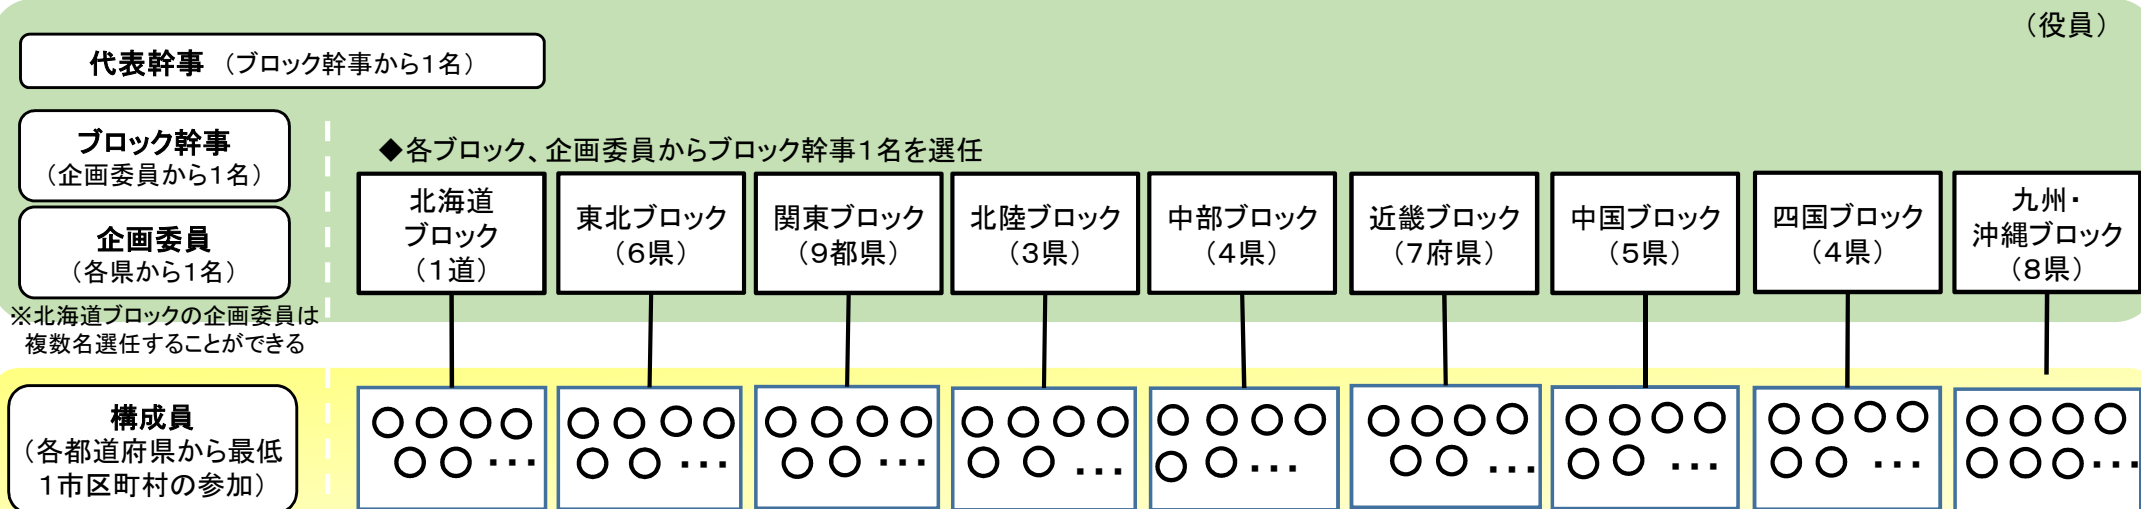 （役員）
代表幹事 （ブロック幹事から１名）
ブロック幹事
（企画委員から１名）
企画委員
（各県から１名）
※北海道ブロックの企画委員は
複数名選任することができる
◆各ブロック、企画委員からブロック幹事１名を選任
北海道
ブロック
（１道）
東北ブロック
（６県）
関東ブロック
（９都県）
北陸ブロック
（３県）
中部ブロック
（４県）
近畿ブロック
（７府県）
中国ブロック
（５県）
四国ブロック
（４県）
九州・
沖縄ブロック
（８県）
構成員
（各都道府県から最低
１市区町村の参加）
○○○○
○○…
○○○○
○○…
○○○○
○○…
○○○○
○○…
○○○○
○○…
○○○○
○○…
○○○○
○○…
○○○○
○○…
○○○○
○○○…